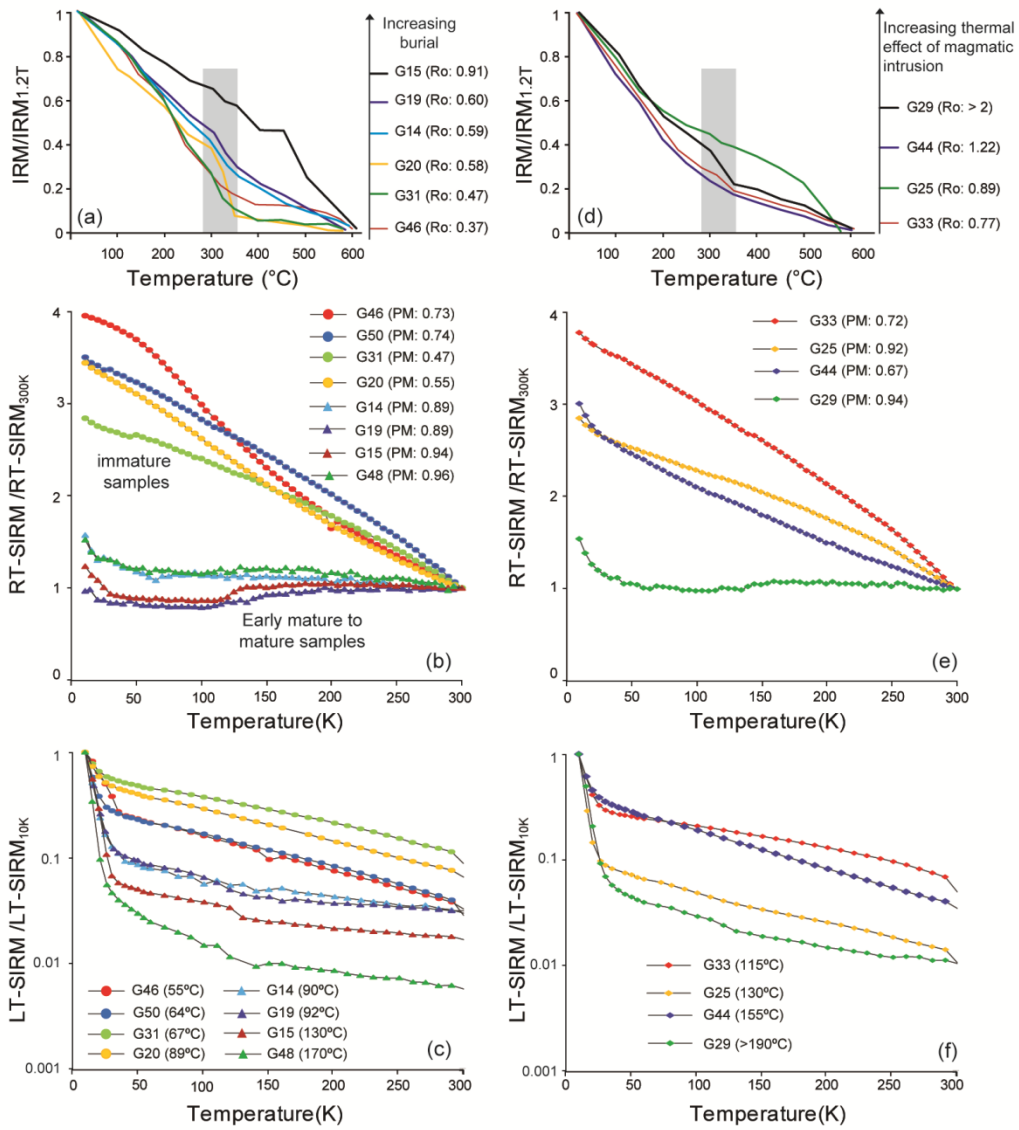 IRM/IRM1.2T
1
0.8
0.6
0.4
0.2
0
(a)
100
200
300
400
500
600
Temperature (°C)
Increasing
burial
G15 (Ro: 0.91)
G19 (Ro: 0.60)
G14 (Ro: 0.59)
G20 (Ro: 0.58)
G31 (Ro: 0.47)
G46 (Ro: 0.37)
IRM/IRM1.2T
1
0.8
0.6
0.4
0.2
0
(d)
100
200
300
400
500
600
Temperature (°C)
Increasing thermal
effect of magmatic
intrusion
G29 (Ro: > 2)
G44 (Ro: 1.22)
G25 (Ro: 0.89)
G33 (Ro: 0.77)
RT-SIRM /RT-SIRM300K
4
3
2
1
0
G46 (PM: 0.73)
G50 (PM: 0.74)
G31 (PM: 0.47)
G20 (PM: 0.55)
G14 (PM: 0.89)
G19 (PM: 0.89)
G15 (PM: 0.94)
G48 (PM: 0.96)
immature
samples
Early mature to
mature samples
(b)
0
50
100
150
200
250
300
Temperature(K)
RT-SIRM /RT-SIRM300K
4
3
2
1
0
G33 (PM: 0.72)
G25 (PM: 0.92)
G44 (PM: 0.67)
G29 (PM: 0.94)
(e)
0
50
100
150
200
250
300
Temperature(K)
LT-SIRM /LT-SIRM10K
1
0.1
0.01
0.001
G46 (55ºC)
G50 (64ºC)
G31 (67ºC)
G20 (89ºC)
G14 (90ºC)
G19 (92ºC)
G15 (130ºC)
G48 (170ºC)
(c)
0
50
100
150
200
250
300
Temperature(K)
LT-SIRM /LT-SIRM10K
1
0.1
0.01
0.001
G33 (115ºC)
G25 (130ºC)
G44 (155ºC)
G29 (>190ºC)
(f)
0
50
100
150
200
250
300
Temperature(K)